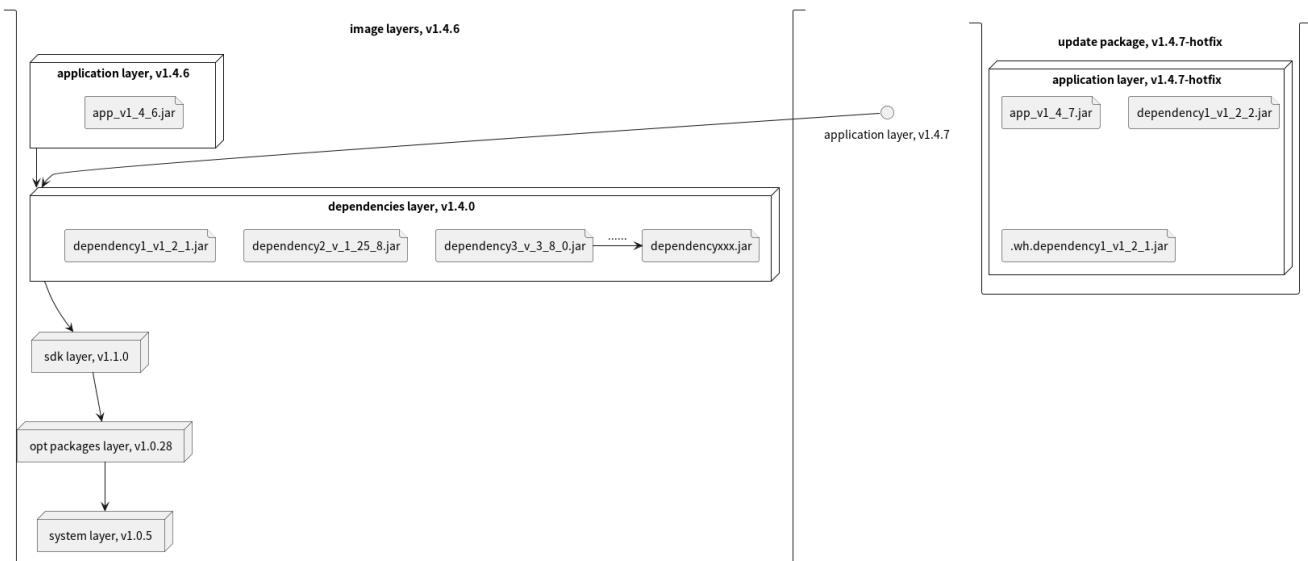 image layers, v1.4.6
application layer, v1.4.6
app_v1_4_6.jar
dependencies layer, v1.4.0
dependency1_v1_2_1.jar
dependency2_v_1_25_8.jar
dependency3_v_3_8_0.jar
......
dependencyxxx.jar
sdk layer, v1.1.0
opt packages layer, v1.0.28
system layer, v1.0.5
application layer, v1.4.7
update package, v1.4.7-hotfix
application layer, v1.4.7-hotfix
app_v1_4_7.jar
dependency1_v1_2_2.jar
.wh.dependency1_v1_2_1.jar